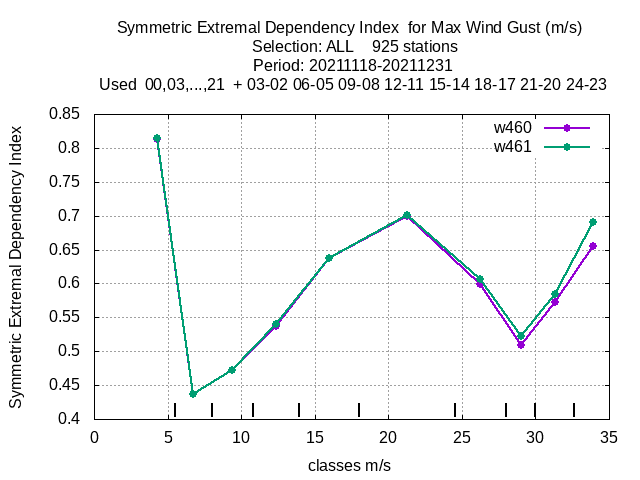 Symmetric Extremal Dependency Index  for Max Wind Gust (m/s)
Selection: ALL    925 stations
Period: 20211118-20211231
Used  00,03,...,21  + 03-02 06-05 09-08 12-11 15-14 18-17 21-20 24-23
w460
w461
Symmetric Extremal Dependency Index
0.85
0.8
0.75
0.7
0.65
0.6
0.55
0.5
0.45
0.4
0 5 10 15 20 25 30 35
classes m/s